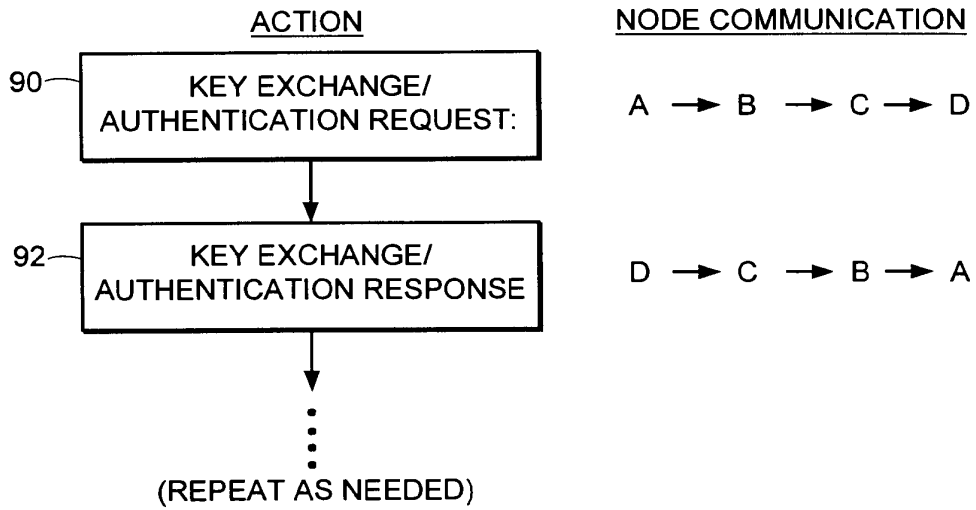 ACTION
NODE COMMUNICATION
90
KEY EXCHANGE/
AUTHENTICATION REQUEST:
A → B → C → D
92
KEY EXCHANGE/
AUTHENTICATION RESPONSE
D → C → B → A
(REPEAT AS NEEDED)